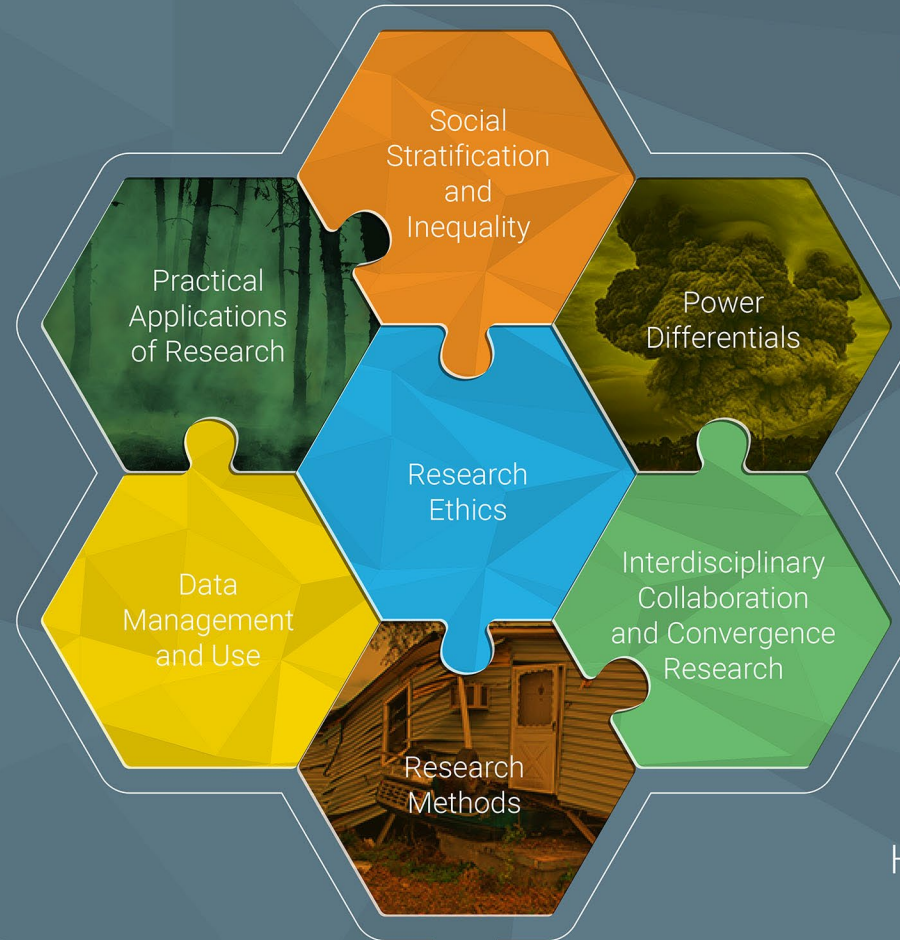 Social
Stratification
and
Inequality
Practical
Applications
of Research
Power
Differentials
Research
Ethics
Data
Management
and Use
Interdisciplinary
Collaboration
and Convergence
Research
Research
Methods
H